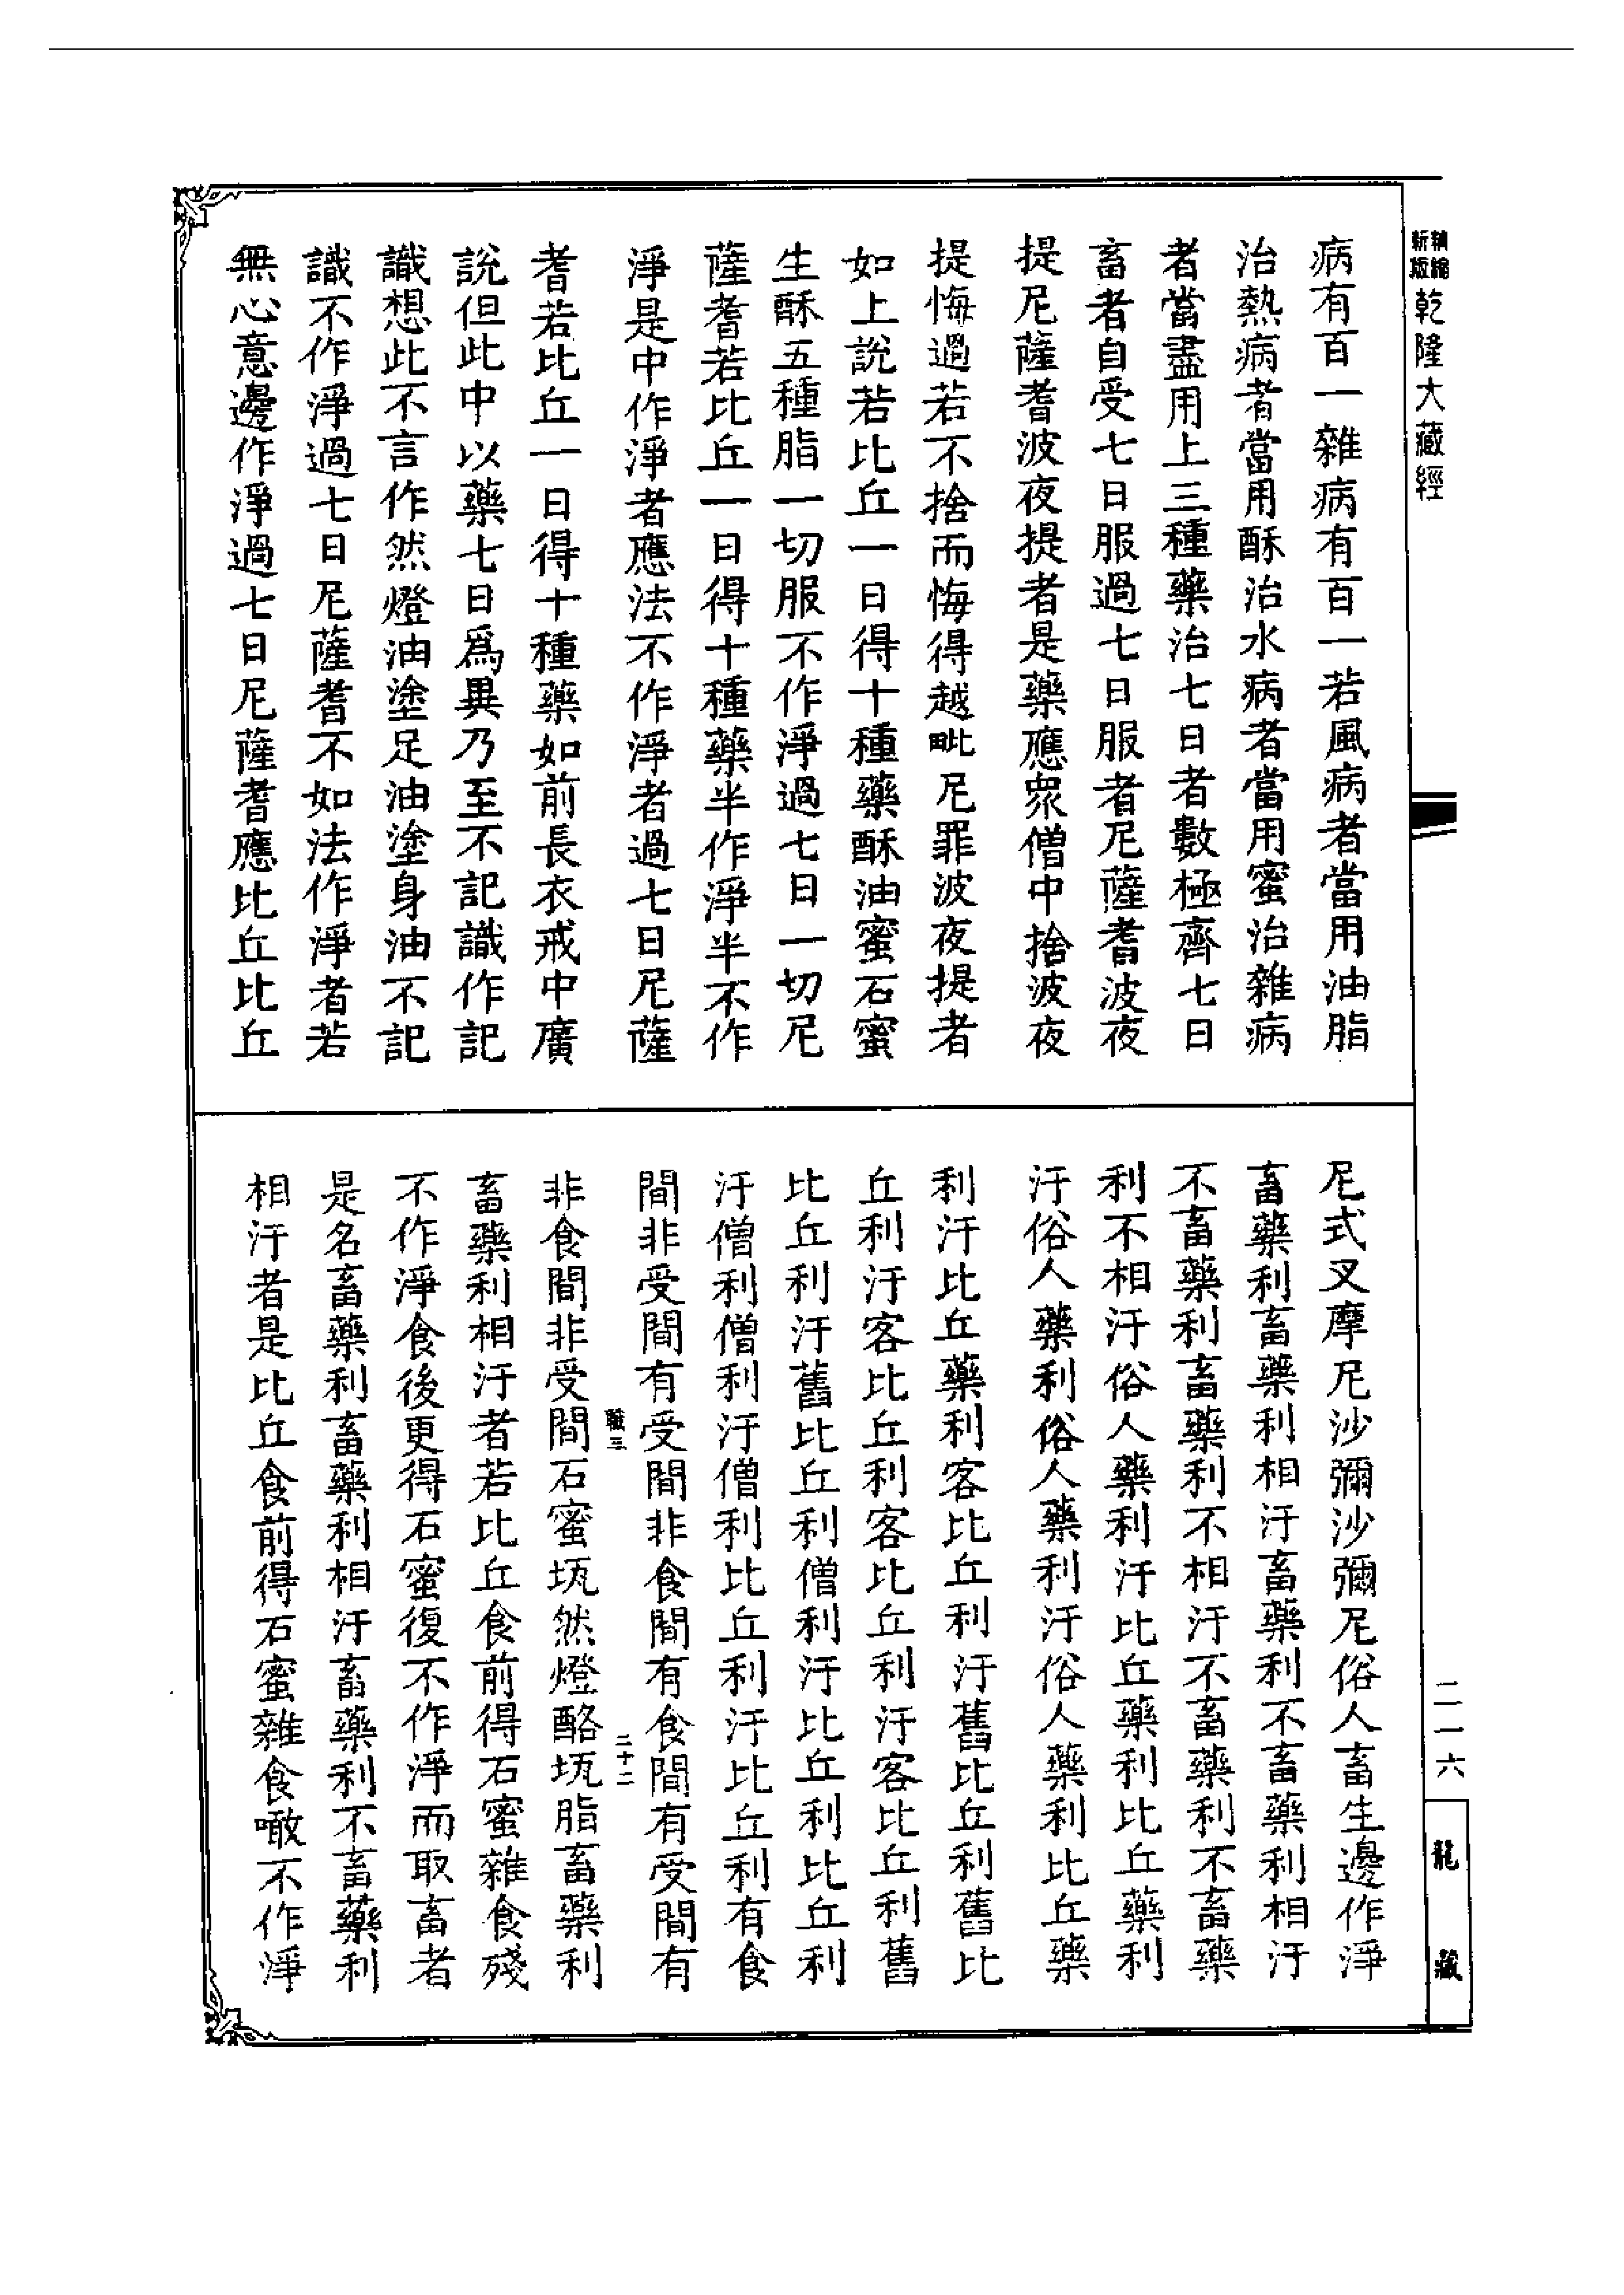 精縮新版乾隆大藏經
病有百一雜病有百一若風病者當用油脂
治熱病者當用酥治水病者當用蜜治雜病
者當盡用上三種藥治七日者數極齊七日
畜者自受七日服過七日服者尼薩耆波夜
提尼薩耆波夜提者是藥應衆僧中捨波夜
提悔過若不捨而悔得越毗尼罪波夜提者
如上說若比丘一日得十種藥酥油蜜石蜜
生酥五種脂一切服不作淨過七日一切尼
薩耆若比丘一日得十種藥半作淨半不作
淨是中作淨者應法不作淨者過七日尼薩
耆若比丘一日得十種藥如前長衣戒中廣
說但此中以藥七日爲異乃至不記識作記
識想此不言作然燈油塗足油塗身油不記
識不作淨過七日尼薩耆不如法作淨者若
無心意邊作淨過七日尼薩耆應比丘比丘
尼式叉摩尼沙彌沙彌尼俗人畜生邊作淨
畜藥利畜藥利相汙畜藥利不畜藥利相汙
不畜藥利畜藥利不相汙不畜藥利不畜藥
利不相汙俗人藥利汙比丘藥利比丘藥利
汙俗人藥利俗人藥利汙俗人藥利比丘藥
利汙比丘藥利客比丘利汙舊比丘利舊比
丘利汙客比丘利客比丘利汙客比丘利舊
比丘利汙舊比丘利僧利汙比丘利比丘利
汙僧利僧利汙僧利比丘利汙比丘利有食
間非受間有受間非食間有食間有受間有
職三 二十二
非食間非受間石蜜瓨然燈酪瓨脂畜藥利
畜藥利相汙者若比丘食前得石蜜雜食殘
不作淨食後更得石蜜復不作淨而取畜者
是名畜藥利畜藥利相汙畜藥利不畜藥利
相汙者是比丘食前得石蜜雜食噉不作淨
二一六
龍藏